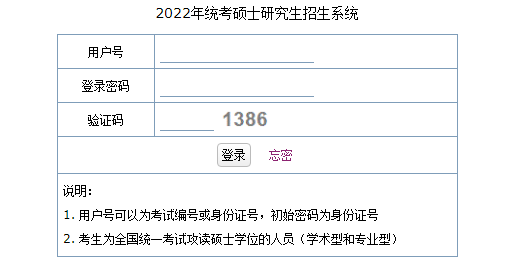 2022年统考硕士研究生招生系统
用户号
登录密码
验证码 1386
登录 忘密
说明：
1. 用户号可以为考试编号或身份证号，初始密码为身份证号
2. 考生为全国统一考试攻读硕士学位的人员（学术型和专业型）